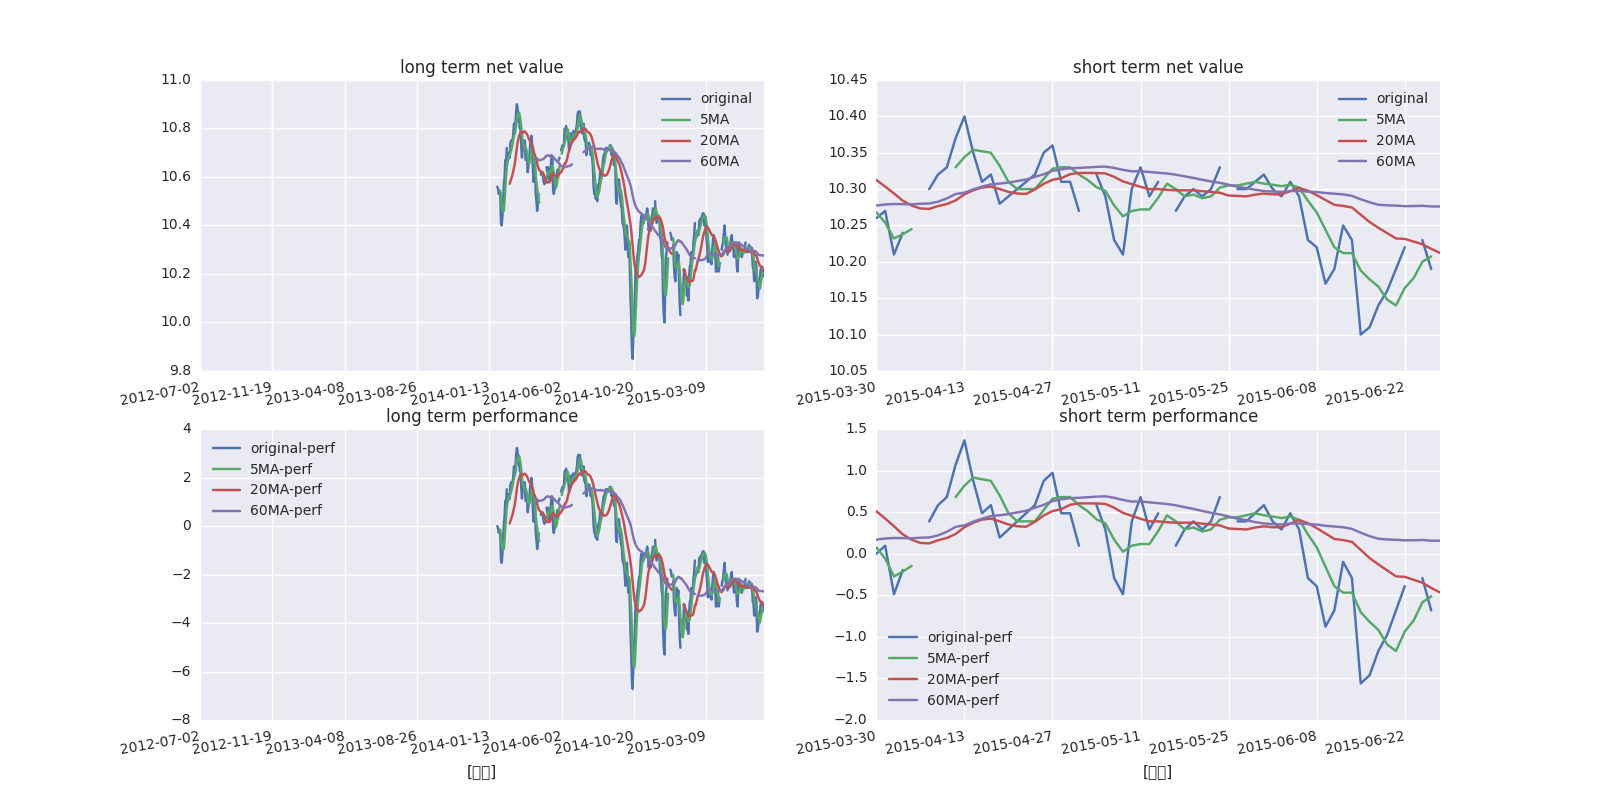 long term net value
11.0
10.8
10.6
10.4
10.2
10.0
9.8
original
5MA
20MA
60MA
2012-07-02 2012-11-19 2013-04-08 2013-08-26 2014-01-13 2014-06-02 2014-10-20 2015-03-09
short term net value
10.45
10.40
10.35
10.30
10.25
10.20
10.15
10.10
10.05
original
5MA
20MA
60MA
2015-03-30 2015-04-13 2015-04-27 2015-05-11 2015-05-25 2015-06-08 2015-06-22
long term performance
4
2
0
−2
−4
−6
−8
original-perf
5MA-perf
20MA-perf
60MA-perf
2012-07-02 2012-11-19 2013-04-08 2013-08-26 2014-01-13 2014-06-02 2014-10-20 2015-03-09
[▯▯]
short term performance
1.5
1.0
0.5
0.0
−0.5
−1.0
−1.5
−2.0
original-perf
5MA-perf
20MA-perf
60MA-perf
2015-03-30 2015-04-13 2015-04-27 2015-05-11 2015-05-25 2015-06-08 2015-06-22
[▯▯]